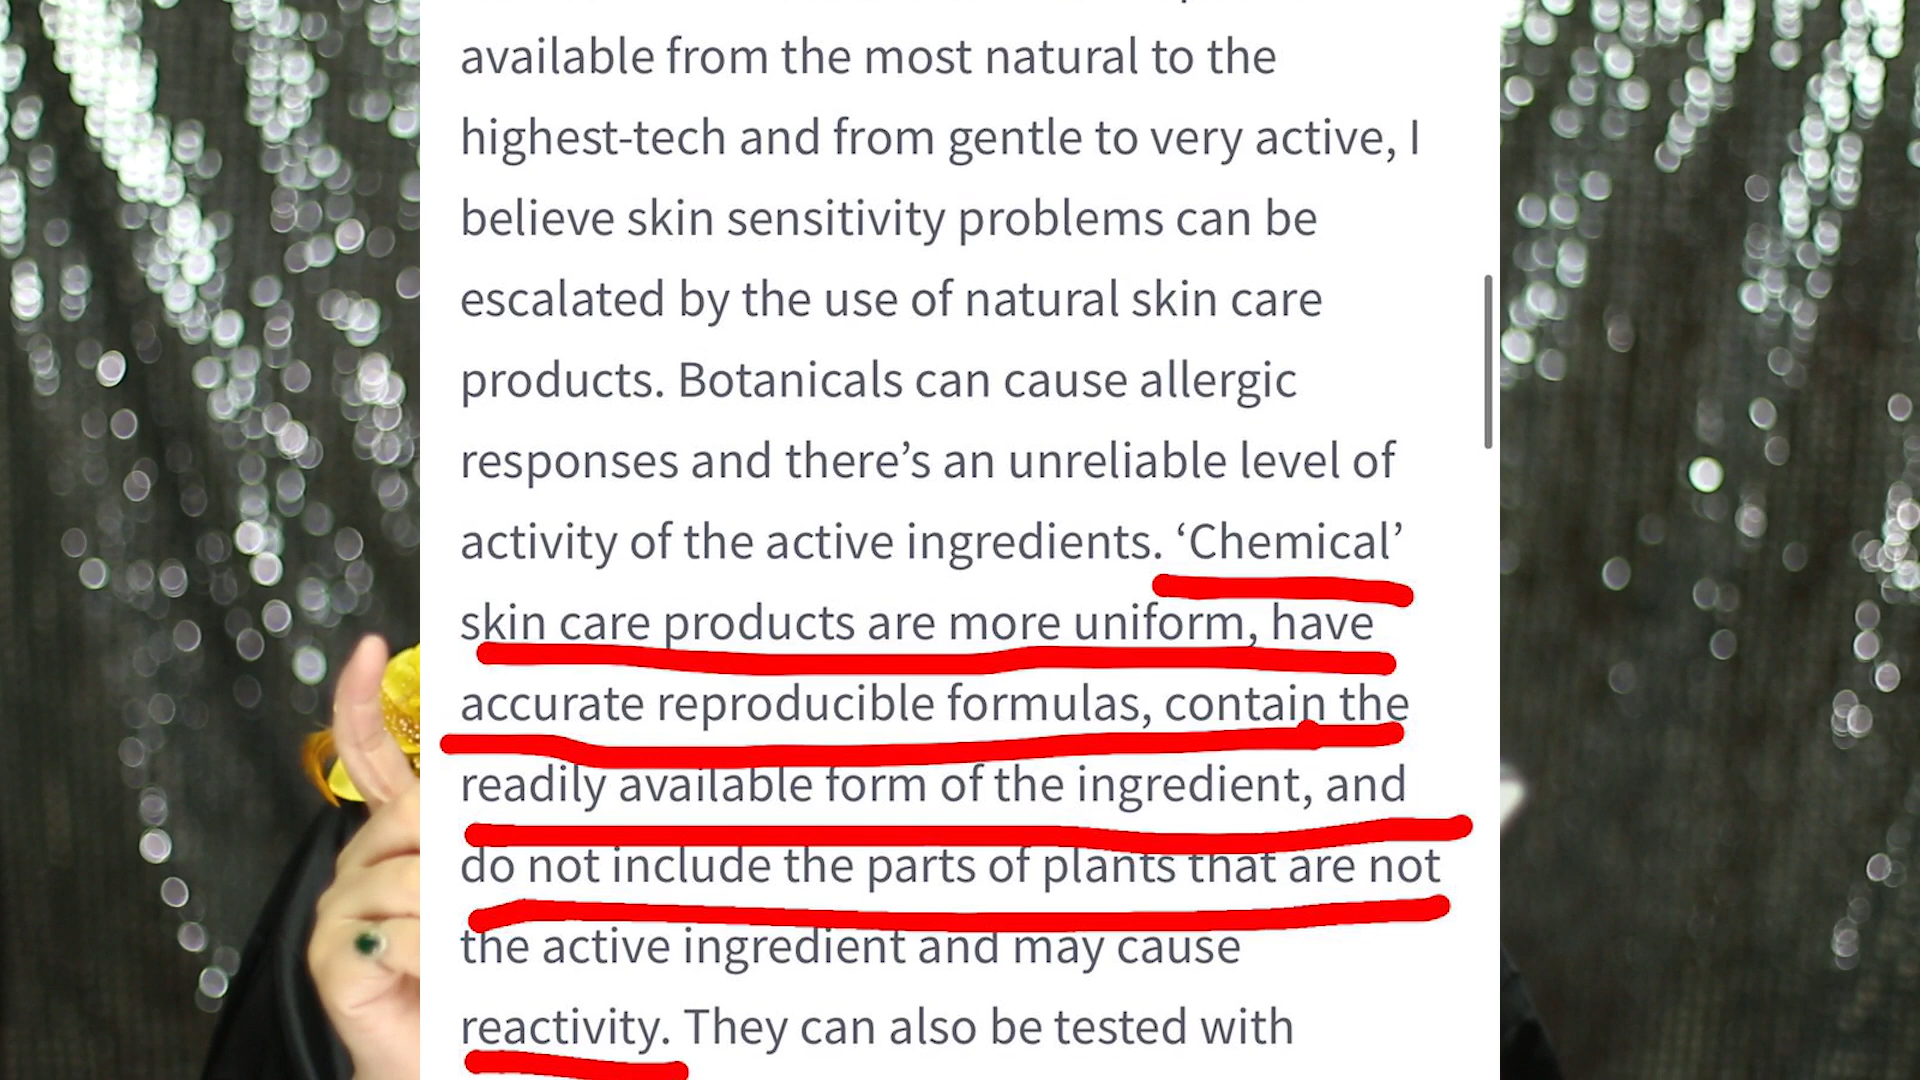 available from the most natural to the
highest-tech and from gentle to very active, I
believe skin sensitivity problems can be
escalated by the use of natural skin care
products. Botanicals can cause allergic
responses and there’s an unreliable level of
activity of the active ingredients. ‘Chemical’
skin care products are more uniform, have
accurate reproducible formulas, contain the
readily available form of the ingredient, and
do not include the parts of plants that are not
the active ingredient and may cause
reactivity. They can also be tested with